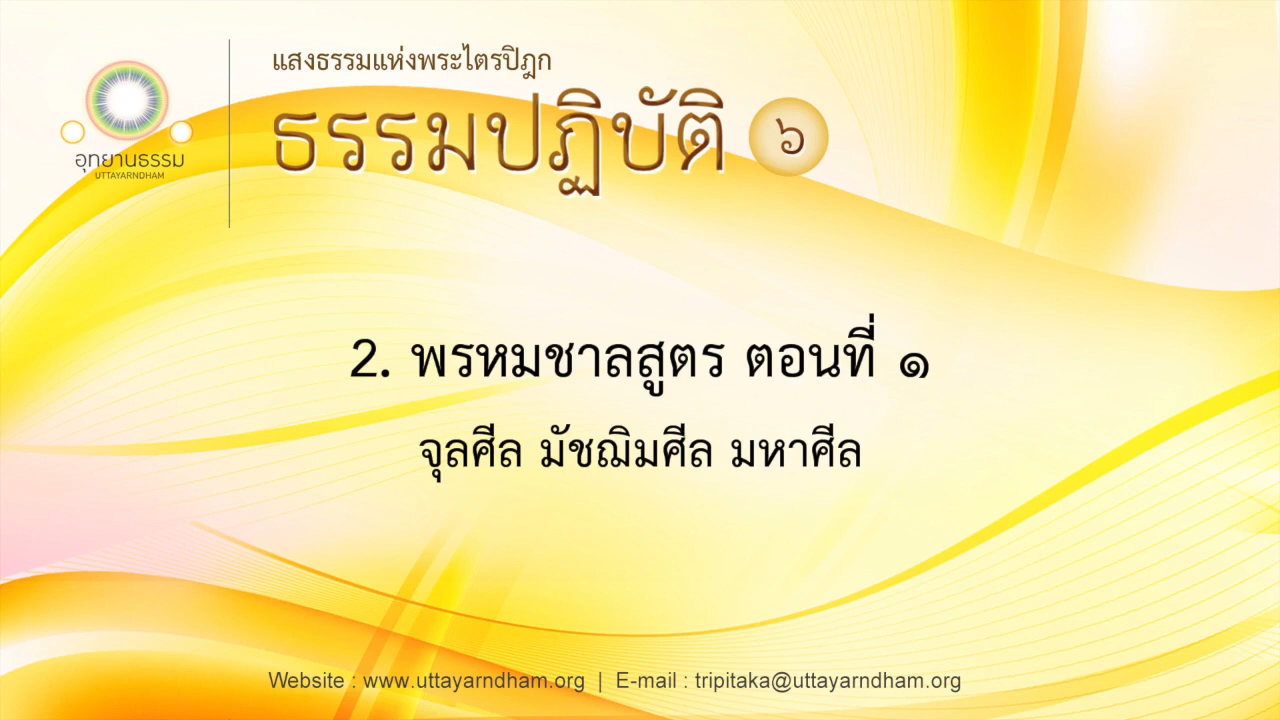 แสงธรรมแห่งพระไตรปิฎก
ธรรมปฏิบัติ ๖
อุทยานธรรม
UTTAYARNDHAM
2. พรหมชาลสูตร ตอนที่ ๑
จุลศีล มัชฌิมศีล มหาศีล
Website : www.uttayarndham.org | E-mail : tripitaka@uttayarndham.org